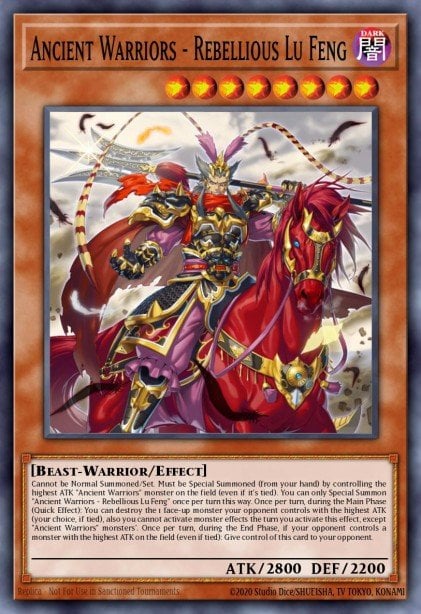 Ancient Warriors - Rebellious Lu Feng
DARK
闇
[Beast-Warrior/Effect]
Cannot be Normal Summoned/Set. Must be Special Summoned (from your hand) by controlling the
highest ATK "Ancient Warriors" monster on the field (even if it's tied). You can only Special Summon
"Ancient Warriors - Rebellious Lu Feng" once per turn this way. Once per turn, during the Main Phase
(Quick Effect): You can destroy the 1 face-up monster your opponent controls with the highest ATK
(your choice, if tied), also you cannot activate monster effects the turn you activate this effect, except
"Ancient Warriors" monsters'. Once per turn, during the End Phase, if your opponent controls a
monster with the highest ATK on the field (even if tied): Give control of this card to your opponent.
ATK/2800 DEF/2200
Replica - Not For Use in Sanctioned Tournaments
©2020 Studio Dice/SHUEISHA, TV TOKYO, KONAMI